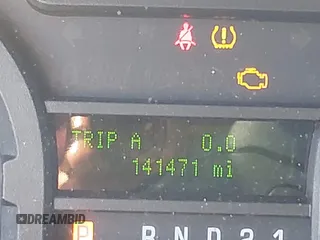 TRIP A 0.0
141471 mi
P R N D 2 1
DREAMBID